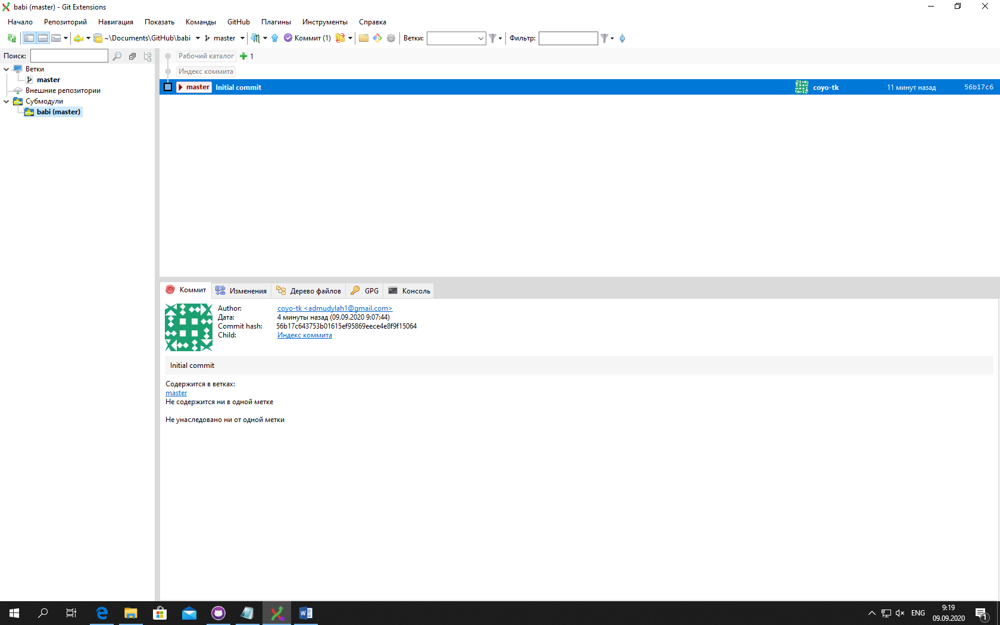 babi (master) - Git Extensions
Начало Репозиторий Навигация Показать Команды GitHub Плагины Инструменты Справка
~\Documents\GitHub\babi master Коммит (1) Ветки: Фильтр:
Поиск:
Рабочий каталог 1
Ветки
Индекс коммита
master
master Initial commit coyo-tk 11 минут назад 56b17c6
Внешние репозитории
Субмодули
babi (master)
Коммит Изменения Дерево файлов GPG Консоль
Author: coyo-tk <admudylah1@gmail.com>
Дата: 4 минуты назад (09.09.2020 9:07:44)
Commit hash: 56b17c643753b01615ef95869eece4e8f9f15064
Child: Индекс коммита
Initial commit
Содержится в ветках:
master
Не содержится ни в одной метке
Не унаследовано ни от одной метки
ENG
9:19
09.09.2020
1